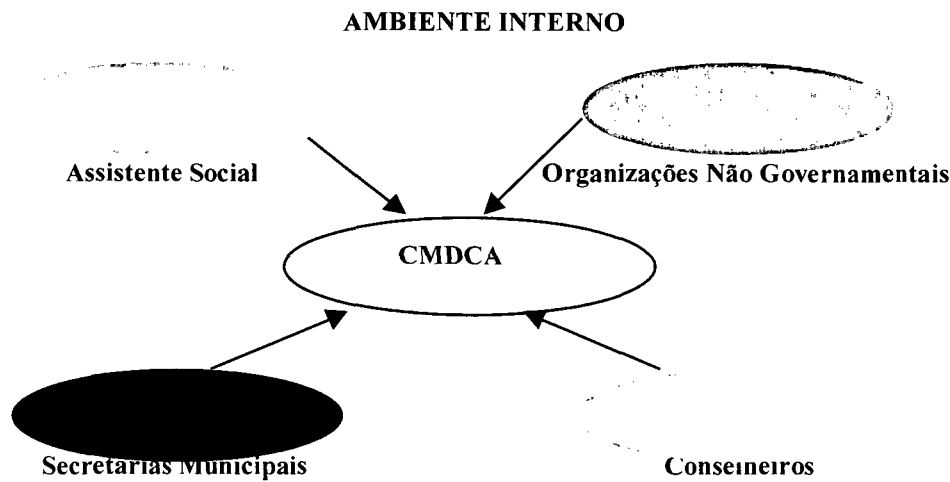 AMBIENTE INTERNO
Assistente Social
Organizações Não Governamentais
CMDCA
Secretarias Municipais
Conselheiros